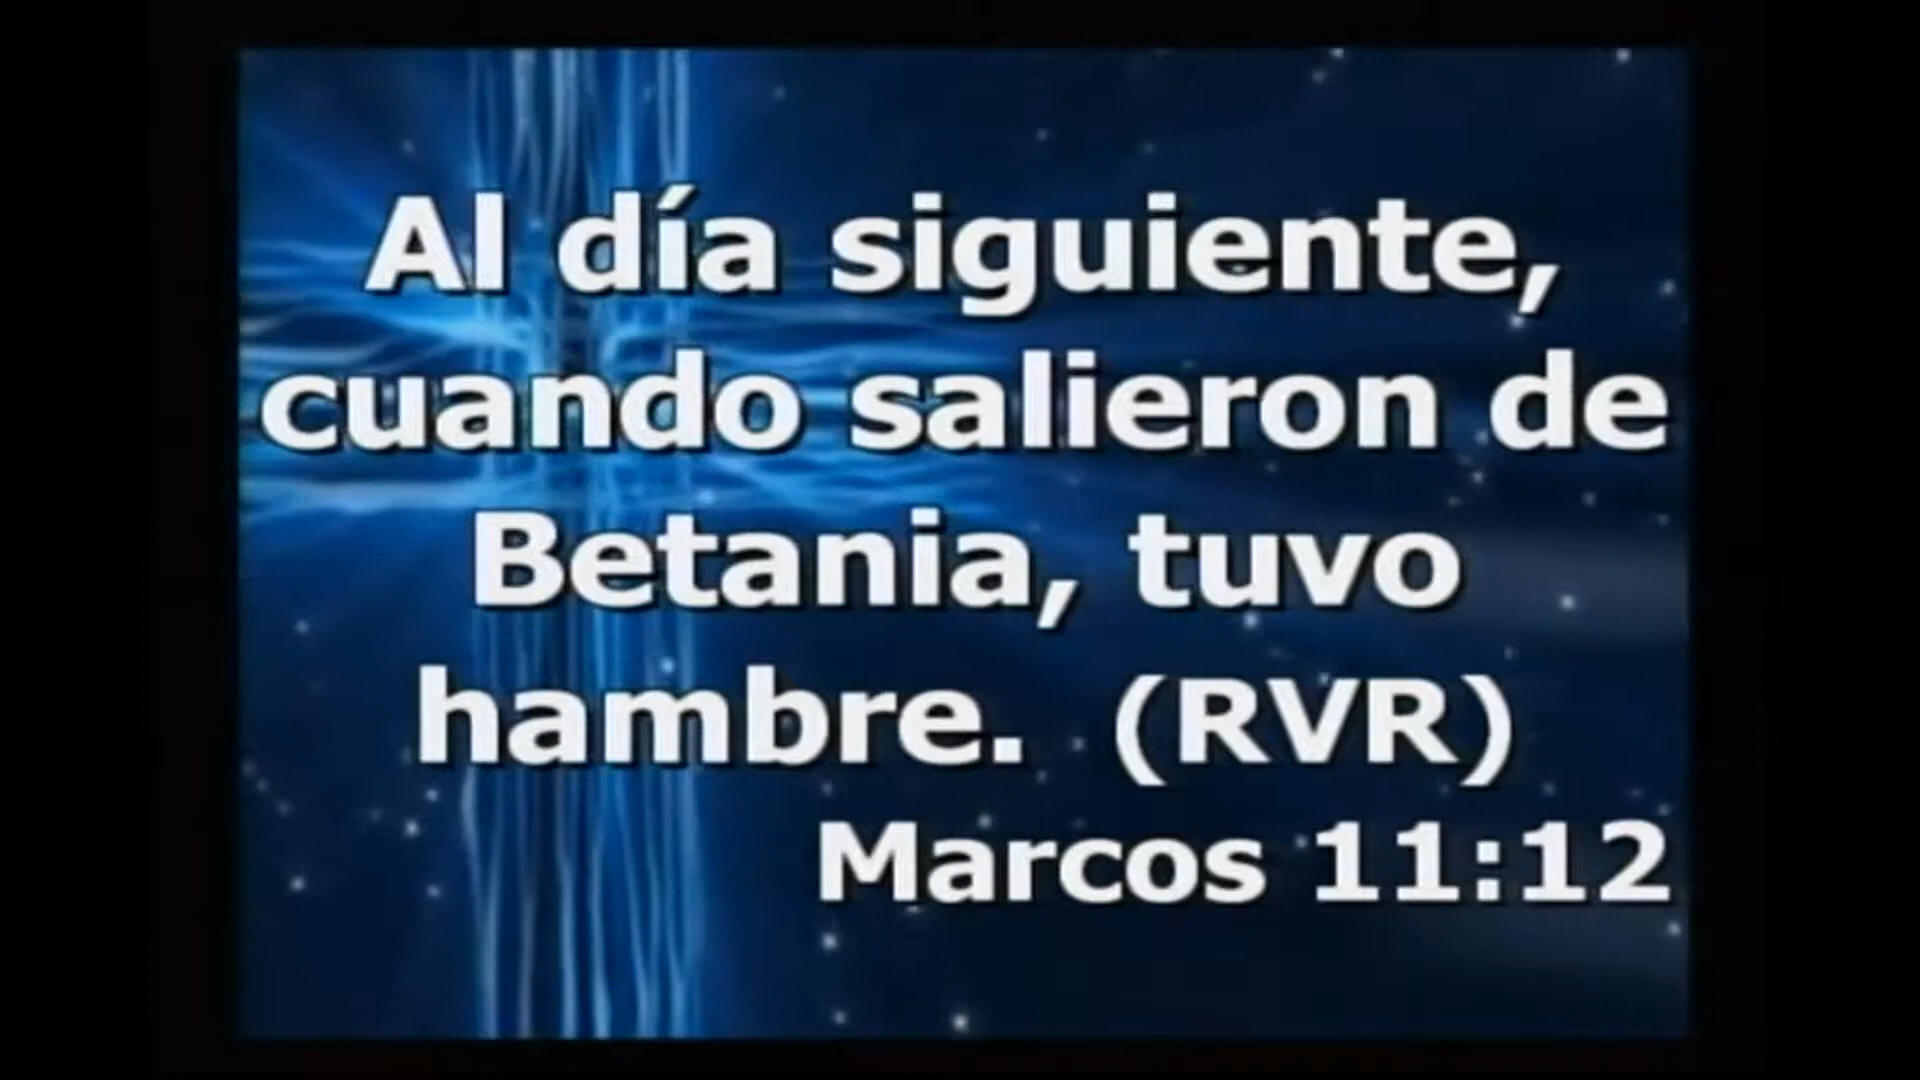 Al día siguiente,
cuando salieron de
Betania, tuvo
hambre. (RVR)
Marcos 11:12